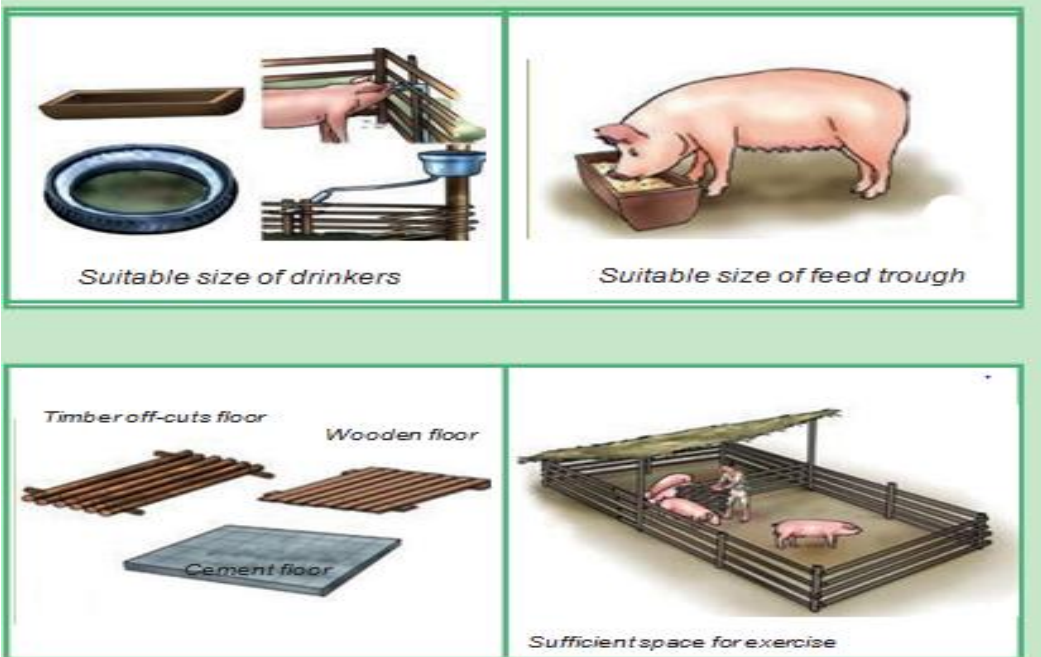 Suitable size of drinkers
Suitable size of feed trough
Timber off-cuts floor
Wooden floor
Cement floor
Sufficient space for exercise